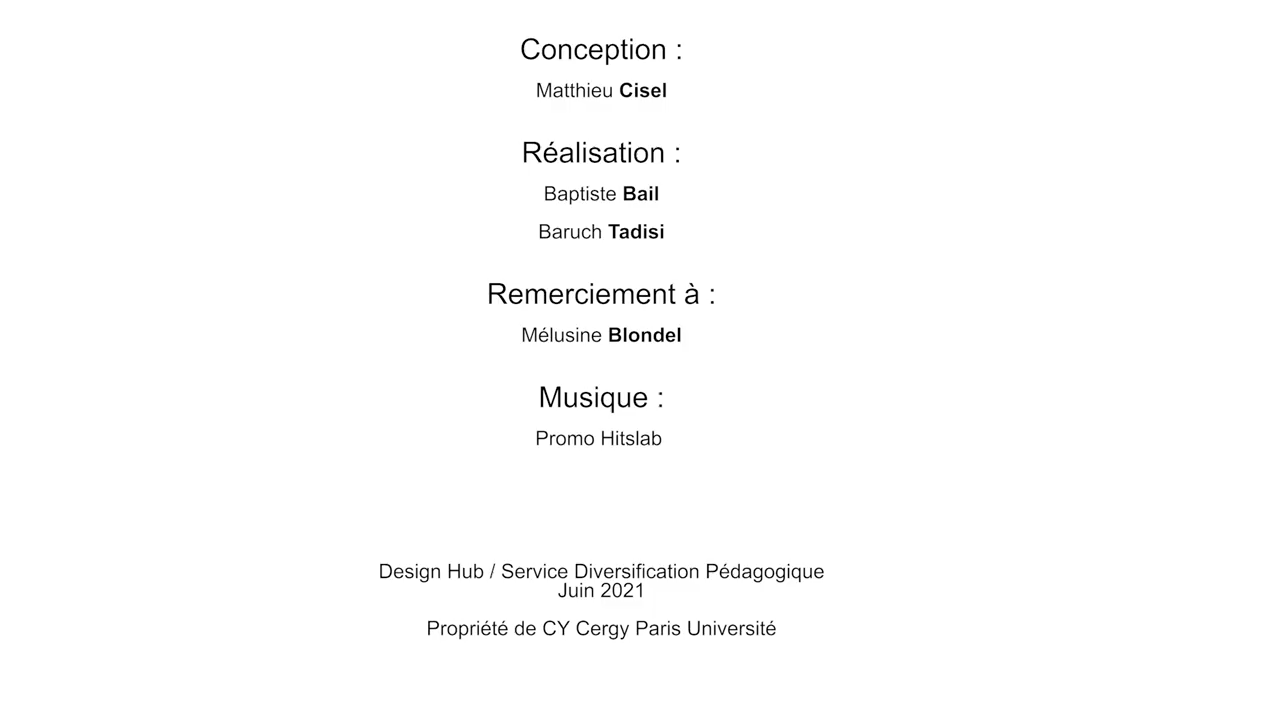 Conception :
Matthieu Cisel
Réalisation :
Baptiste Bail
Baruch Tadisi
Remerciement à :
Mélusine Blondel
Musique :
Promo Hitslab
Design Hub / Service Diversification Pédagogique
Juin 2021
Propriété de CY Cergy Paris Université